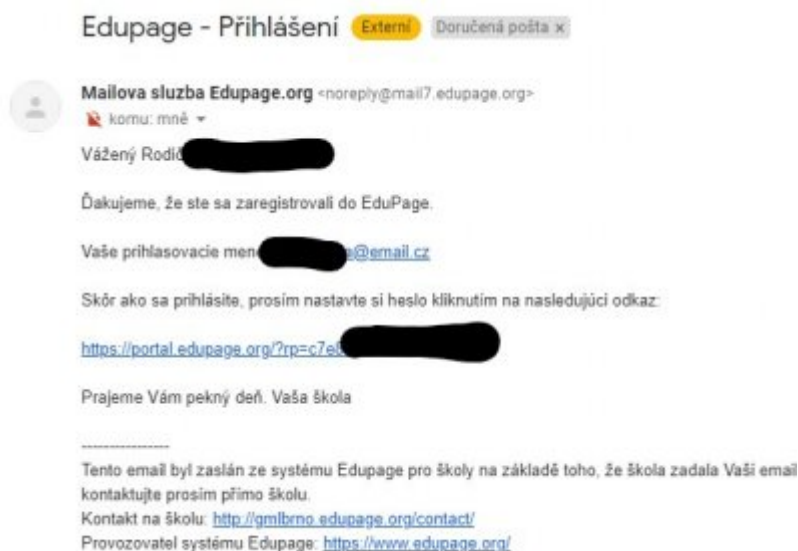 Edupage - Přihlášení Externí Doručená pošta x
Mailova sluzba Edupage.org <noreply@mail7.edupage.org>
komu: mně
Vážený Rodič
Ďakujeme, že ste sa zaregistrovali do EduPage.
Vaše prihlasovacie men @email.cz
Skôr ako sa prihlásite, prosím nastavte si heslo kliknutím na nasledujúci odkaz:
https://portal.edupage.org/?rp=c7e
Prajeme Vám pekný deň. Vaša škola
----------------
Tento email byl zaslán ze systému Edupage pro školy na základě toho, že škola zadala Vaši email
kontaktujte prosím přímo školu.
Kontakt na školu: http://gmlbrno.edupage.org/contact/
Provozovatel systému Edupage: https://www.edupage.org/